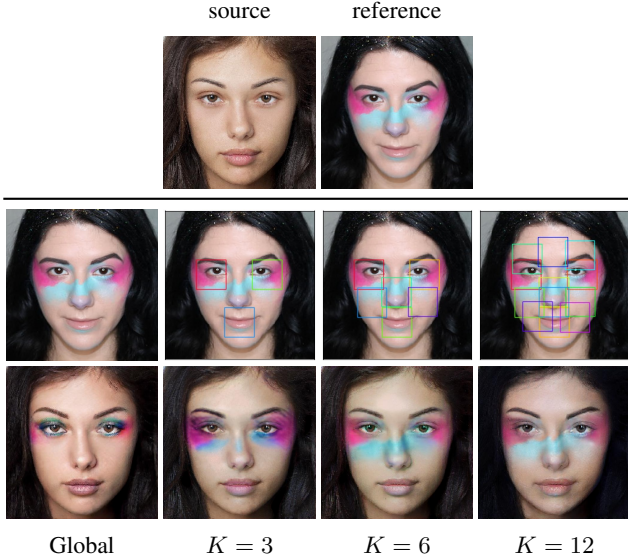 source reference
Global K = 3 K = 6 K = 12